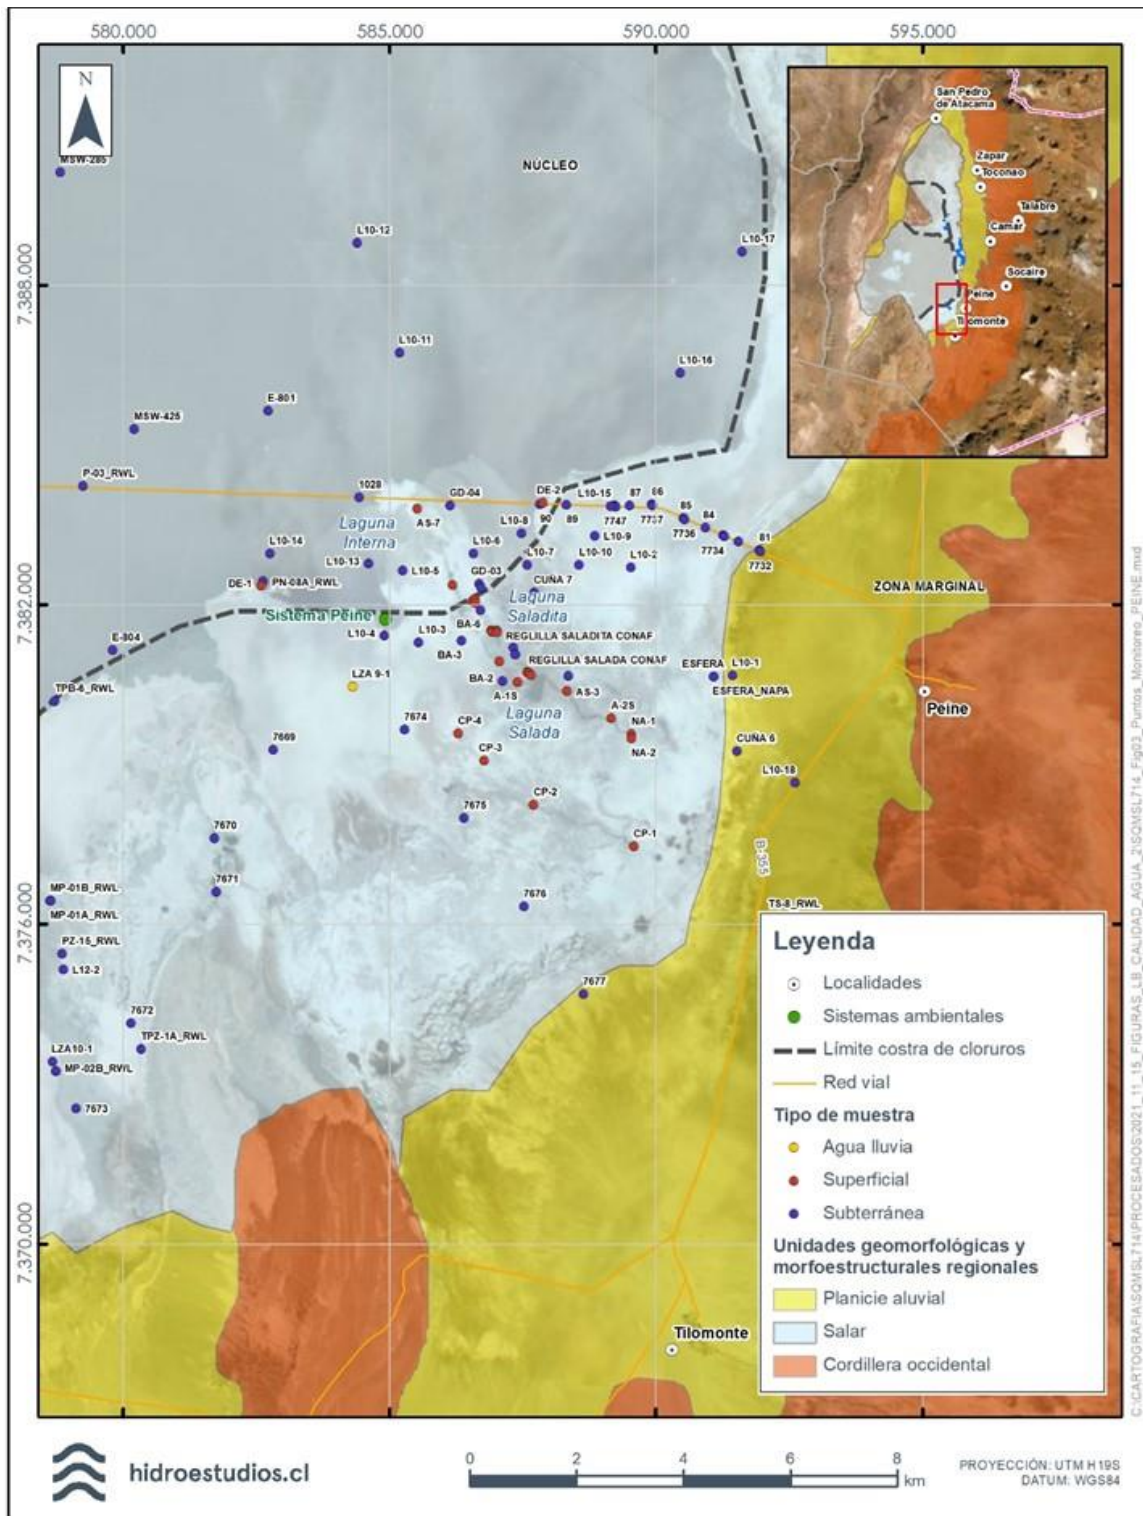 580.000
585.000
590.000
595.000
N
MSW-285
NÚCLEO
L10-12
L10-17
7.388.000
L10-11
L10-16
E-801
MSW-425
P-03_RWL
1028
GD-04
DE-2
L10-15
87
86
AS-7
90
89
7747
7737
85
84
7736
7734
81
7732
Laguna
Interna
L10-8
L10-9
L10-14
L10-13
L10-6
L10-7
L10-10
L10-2
L10-5
GD-03
CUÑA 7
DE-1
PN-08A_RWL
ZONA MARGINAL
7.382.000
Laguna
Saladita
Sistema Peine
BA-6
L10-4
L10-3
REGLILLA SALADITA CONAF
E-804
BA-3
REGLILLA SALADA CONAF
LZA 9-1
ESFERA
L10-1
TPB-6_RWL
BA-2
A-1S
AS-3
ESFERA_NAPA
Peine
Laguna
Salada
A-2S
7674
CP-4
NA-1
NA-2
7669
CP-3
CUÑA 6
L10-18
CP-2
7675
7670
CP-1
B-355
7671
MP-01B_RWL
MP-01A_RWL
7676
TS-8_RWL
7.376.000
PZ-15_RWL
L12-2
7677
7672
TPZ-1A_RWL
LZA10-1
MP-02B_RWL
7673
7.370.000
Tilomonte
San Pedro
de Atacama
Zapar
Toconao
Talabre
Camar
Socaire
Peine
Tilomonte
Leyenda
Localidades
Sistemas ambientales
Límite costra de cloruros
Red vial
Tipo de muestra
Agua lluvia
Superficial
Subterránea
Unidades geomorfológicas y
morfoestructurales regionales
Planicie aluvial
Salar
Cordillera occidental
C:\CARTOGRAFIA\SQMSL714\PROCESADOS\2021_11_15_FIGURAS_LB_CALIDAD_AGUA_2\SQMSL714_Fig03_Puntos_Monitoreo_PEINE.mxd
hidroestudios.cl
0
2
4
6
8
km
PROYECCIÓN: UTM H19S
DATUM: WGS84